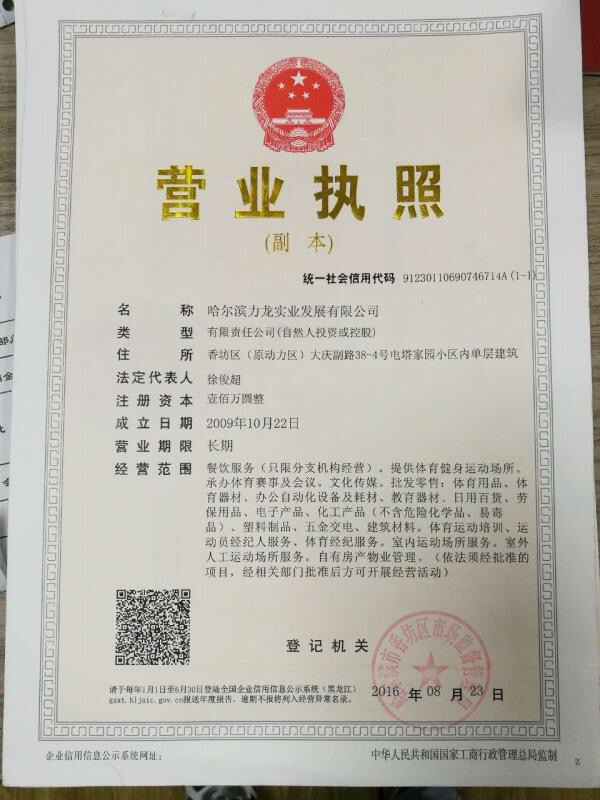 营业执照
(副 本)
统一社会信用代码 91230110690746714A(1-1)
名 称 哈尔滨力龙实业发展有限公司
类 型 有限责任公司(自然人投资或控股)
住 所 香坊区（原动力区）大庆副路38-4号电塔家园小区内单层建筑
法定代表人 徐俊超
注册资本 壹佰万圆整
成立日期 2009年10月22日
营业期限 长期
经营范围 餐饮服务（只限分支机构经营）。提供体育健身运动场所。
承办体育赛事及会议。文化传媒。批发零售：体育用品、体
育器材、办公自动化设备及耗材、教育器材、日用百货、劳
保用品、电子产品、化工产品（不含危险化学品、易毒
品）、塑料制品、五金交电、建筑材料。体育运动培训、运
动员经纪人服务、体育经纪服务。室内运动场所服务。室外
人工运动场所服务。自有房产物业管理。（依法须经批准的
项目，经相关部门批准后方可开展经营活动）
登记机关
哈尔滨市香坊区市场监督管理局
2016 年 08 月 23 日
请于每年1月1日至6月30日登陆全国企业信用信息公示系统（黑龙江）
gsxt.hljaic.gov.cn报送年度报告，逾期不报将列入经营异常名录。
企业信用信息公示系统网址：
中华人民共和国国家工商行政管理总局监制
Z